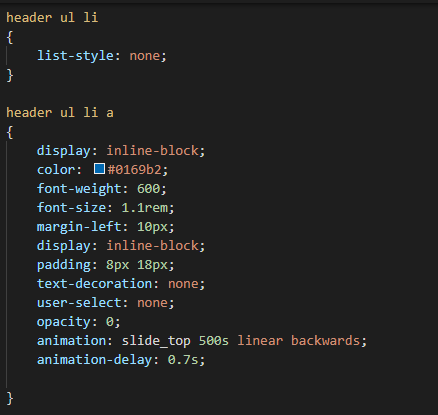 header ul li
{
list-style: none;
}
header ul li a
{
display: inline-block;
color: #0169b2;
font-weight: 600;
font-size: 1.1rem;
margin-left: 10px;
display: inline-block;
padding: 8px 18px;
text-decoration: none;
user-select: none;
opacity: 0;
animation: slide_top 500s linear backwards;
animation-delay: 0.7s;
}